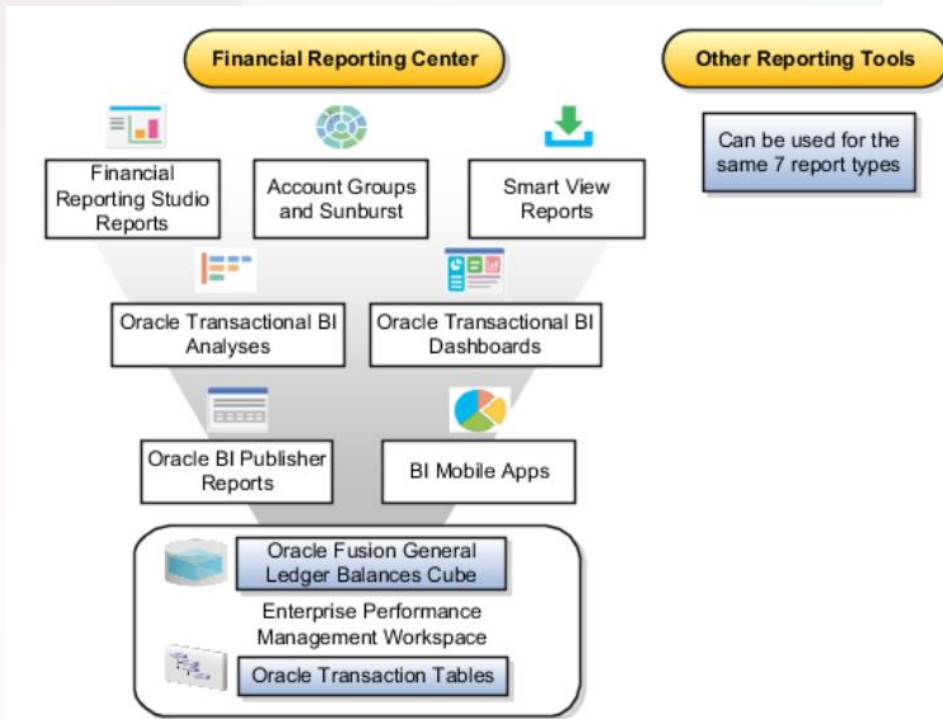 Financial Reporting Center
Other Reporting Tools
Financial
Reporting Studio
Reports
Account Groups
and Sunburst
Smart View
Reports
Can be used for the
same 7 report types
Oracle Transactional BI
Analyses
Oracle Transactional BI
Dashboards
Oracle BI Publisher
Reports
BI Mobile Apps
Oracle Fusion General
Ledger Balances Cube
Enterprise Performance
Management Workspace
Oracle Transaction Tables